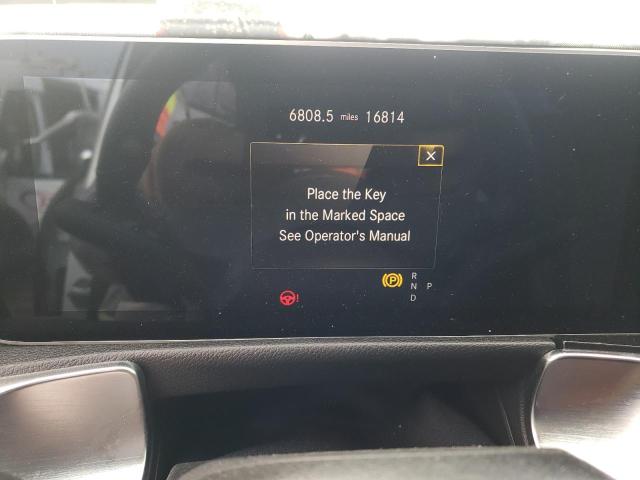 6808.5 miles 16814
X
Place the Key
in the Marked Space
See Operator's Manual
P
!
R
N P
D